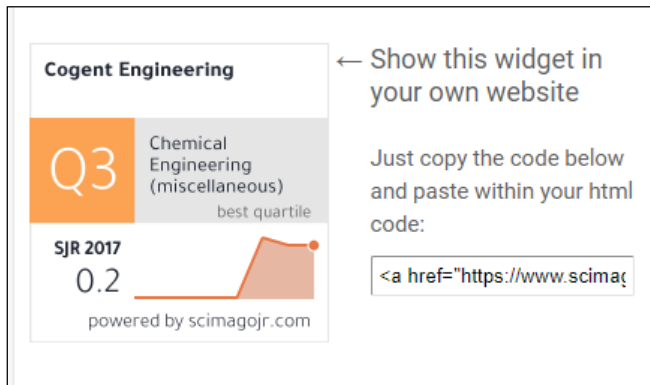 Cogent Engineering
Q3
Chemical
Engineering
(miscellaneous)
best quartile
SJR 2017
0.2
powered by scimagojr.com
← Show this widget in
your own website
Just copy the code below
and paste within your html
code:
<a href="https://www.scimag